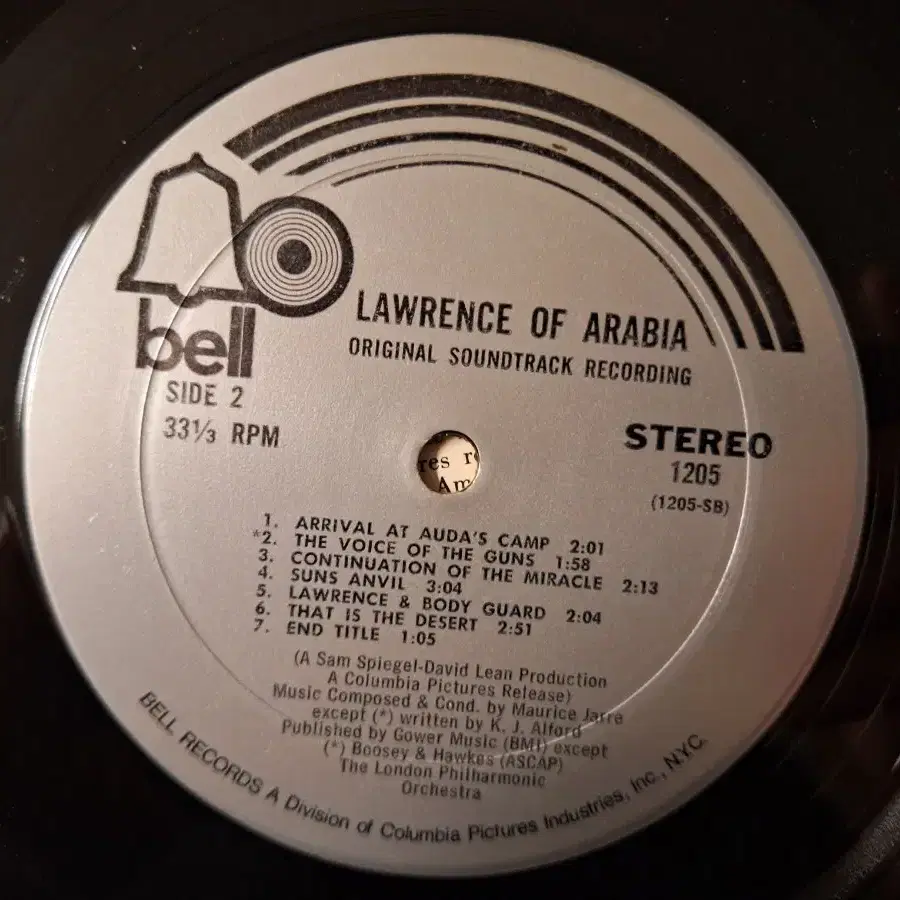 bell
LAWRENCE OF ARABIA
ORIGINAL SOUNDTRACK RECORDING
SIDE 2
33⅓ RPM
STEREO
1205
(1205-SB)
res
Am
1. ARRIVAL AT AUDA'S CAMP 2:01
*2. THE VOICE OF THE GUNS 1:58
3. CONTINUATION OF THE MIRACLE 2:13
4. SUNS ANVIL 3:04
5. LAWRENCE & BODY GUARD 2:04
6. THAT IS THE DESERT 2:51
7. END TITLE 1:05
(A Sam Spiegel-David Lean Production
A Columbia Pictures Release)
Music Composed & Cond. by Maurice Jarre
except (*) written by K. J. Alford
Published by Gower Music (BMI) except
(*) Boosey & Hawkes (ASCAP)
The London Philharmonic
Orchestra
BELL RECORDS A Division of Columbia Pictures Industries, Inc., N.Y.C.